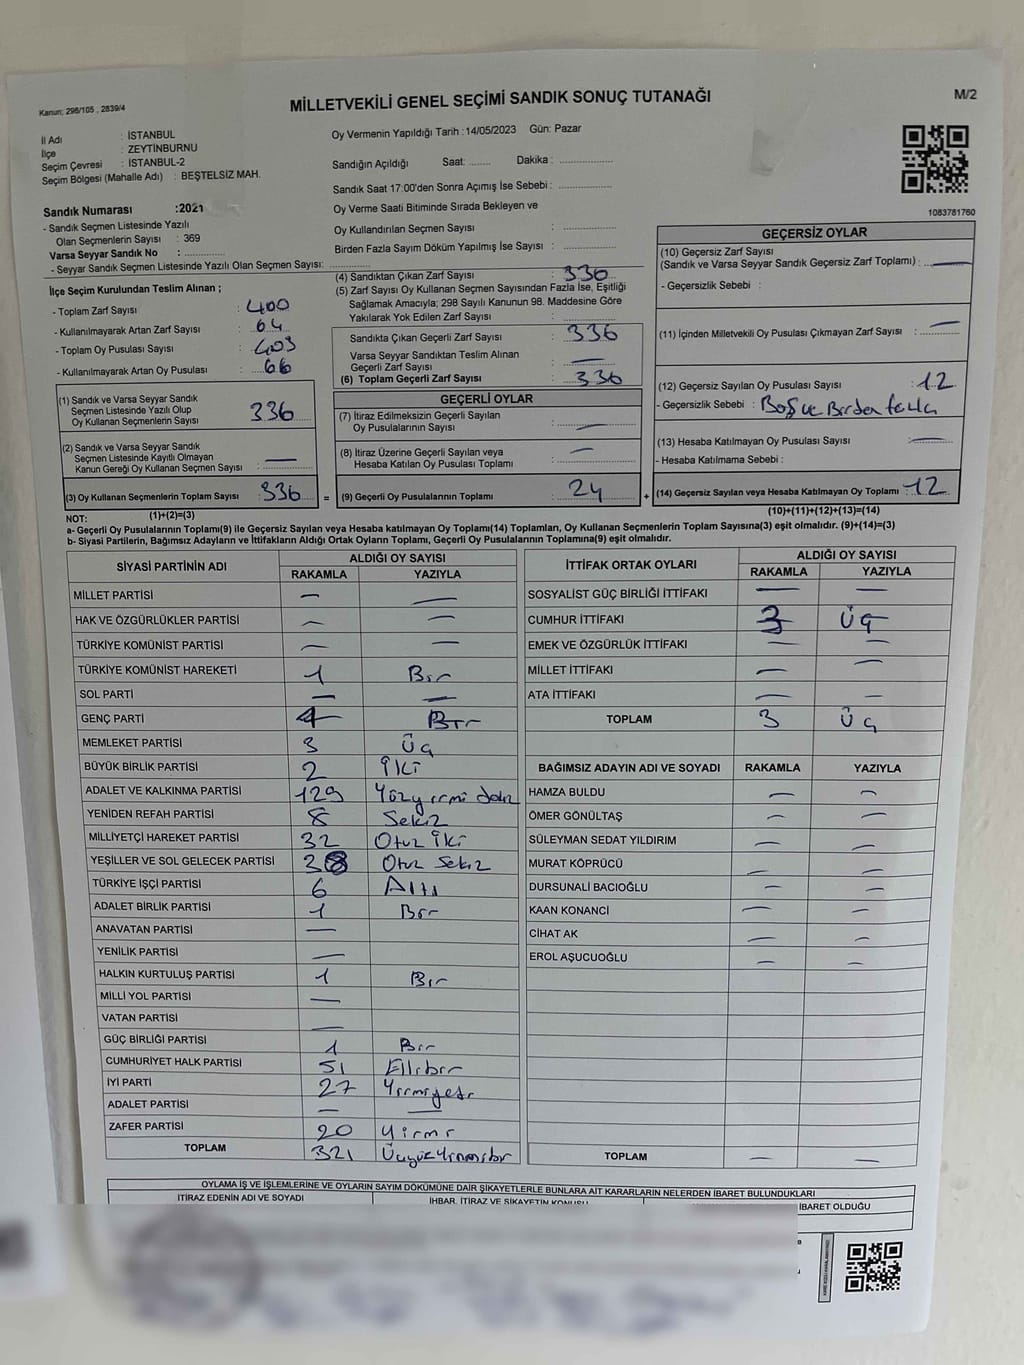 Kanun; 298/105 , 2839/4
MİLLETVEKİLİ GENEL SEÇİMİ SANDIK SONUÇ TUTANAĞI
M/2
İl Adı : İSTANBUL
İlçe : ZEYTİNBURNU
Seçim Çevresi : İSTANBUL-2
Seçim Bölgesi (Mahalle Adı) : BEŞTELSİZ MAH.
Oy Vermenin Yapıldığı Tarih :14/05/2023 Gün: Pazar
Sandığın Açıldığı Saat: ........ Dakika : ..............
Sandık Saat 17:00'den Sonra Açılmış İse Sebebi : ..............
Oy Verme Saati Bitiminde Sırada Bekleyen ve
Oy Kullandırılan Seçmen Sayısı : ..............
Birden Fazla Sayım Döküm Yapılmış İse Sayısı : ..............
1083781760
Sandık Numarası :2021
- Sandık Seçmen Listesinde Yazılı
Olan Seçmenlerin Sayısı : 369
Varsa Seyyar Sandık No : ..............
- Seyyar Sandık Seçmen Listesinde Yazılı Olan Seçmen Sayısı: ..............
İlçe Seçim Kurulundan Teslim Alınan ;
- Toplam Zarf Sayısı : 400
- Kullanılmayarak Artan Zarf Sayısı : 64
- Toplam Oy Pusulası Sayısı : 403
- Kullanılmayarak Artan Oy Pusulası : 66
(1) Sandık ve Varsa Seyyar Sandık
Seçmen Listesinde Yazılı Olup
Oy Kullanan Seçmenlerin Sayısı : 336
(2) Sandık ve Varsa Seyyar Sandık
Seçmen Listesinde Kayıtlı Olmayan
Kanun Gereği Oy Kullanan Seçmen Sayısı : —
(3) Oy Kullanan Seçmenlerin Toplam Sayısı : 336 =
(1)+(2)=(3)
(4) Sandıktan Çıkan Zarf Sayısı : 336
(5) Zarf Sayısı Oy Kullanan Seçmen Sayısından Fazla İse, Eşitliği
Sağlamak Amacıyla; 298 Sayılı Kanunun 98. Maddesine Göre
Yakılarak Yok Edilen Zarf Sayısı : ..............
Sandıkta Çıkan Geçerli Zarf Sayısı : 336
Varsa Seyyar Sandıktan Teslim Alınan
Geçerli Zarf Sayısı : —
(6) Toplam Geçerli Zarf Sayısı : 336
GEÇERLİ OYLAR
(7) İtiraz Edilmeksizin Geçerli Sayılan
Oy Pusulalarının Sayısı : —
(8) İtiraz Üzerine Geçerli Sayılan veya
Hesaba Katılan Oy Pusulası Toplamı : —
(9) Geçerli Oy Pusulalarının Toplamı : 24 +
GEÇERSİZ OYLAR
(10) Geçersiz Zarf Sayısı
(Sandık ve Varsa Seyyar Sandık Geçersiz Zarf Toplamı) : —
- Geçersizlik Sebebi :
(11) İçinden Milletvekili Oy Pusulası Çıkmayan Zarf Sayısı : —
(12) Geçersiz Sayılan Oy Pusulası Sayısı : 12
- Geçersizlik Sebebi : Boş ve Birden fazla
(13) Hesaba Katılmayan Oy Pusulası Sayısı : —
- Hesaba Katılmama Sebebi :
(14) Geçersiz Sayılan veya Hesaba Katılmayan Oy Toplamı : 12
(10)+(11)+(12)+(13)=(14)
NOT:
a- Geçerli Oy Pusulalarının Toplamı(9) ile Geçersiz Sayılan veya Hesaba katılmayan Oy Toplamı(14) Toplamları, Oy Kullanan Seçmenlerin Toplam Sayısına(3) eşit olmalıdır. (9)+(14)=(3)
b- Siyasi Partilerin, Bağımsız Adayların ve İttifakların Aldığı Ortak Oyların Toplamı, Geçerli Oy Pusulalarının Toplamına(9) eşit olmalıdır.
SİYASİ PARTİNİN ADI ALDIĞI OY SAYISI
RAKAMLA YAZIYLA
MİLLET PARTİSİ — —
HAK VE ÖZGÜRLÜKLER PARTİSİ — —
TÜRKİYE KOMÜNİST PARTİSİ — —
TÜRKİYE KOMÜNİST HAREKETİ 1 Bir
SOL PARTİ — —
GENÇ PARTİ 1 Bir
MEMLEKET PARTİSİ 3 Üç
BÜYÜK BİRLİK PARTİSİ 2 İki
ADALET VE KALKINMA PARTİSİ 129 Yüzyirmi dokuz
YENİDEN REFAH PARTİSİ 8 Sekiz
MİLLİYETÇİ HAREKET PARTİSİ 32 Otuz İki
YEŞİLLER VE SOL GELECEK PARTİSİ 38 Otuz Sekiz
TÜRKİYE İŞÇİ PARTİSİ 6 Altı
ADALET BİRLİK PARTİSİ 1 Bir
ANAVATAN PARTİSİ —
YENİLİK PARTİSİ —
HALKIN KURTULUŞ PARTİSİ 1 Bir
MİLLİ YOL PARTİSİ —
VATAN PARTİSİ —
GÜÇ BİRLİĞİ PARTİSİ 1 Bir
CUMHURİYET HALK PARTİSİ 51 Ellibir
İYİ PARTİ 27 Yirmiyedi
ADALET PARTİSİ — —
ZAFER PARTİSİ 20 Yirmi
TOPLAM 321 Üçyüzyirmibir
İTTİFAK ORTAK OYLARI ALDIĞI OY SAYISI
RAKAMLA YAZIYLA
SOSYALİST GÜÇ BİRLİĞİ İTTİFAKI — —
CUMHUR İTTİFAKI 3 Üç
EMEK VE ÖZGÜRLÜK İTTİFAKI — —
MİLLET İTTİFAKI — —
ATA İTTİFAKI — —
TOPLAM 3 Üç
BAĞIMSIZ ADAYIN ADI VE SOYADI RAKAMLA YAZIYLA
HAMZA BULDU — —
ÖMER GÖNÜLTAŞ — —
SÜLEYMAN SEDAT YILDIRIM — —
MURAT KÖPRÜCÜ — —
DURSUNALİ BACIOĞLU — —
KAAN KONANCİ — —
CİHAT AK — —
EROL AŞUCUOĞLU — —
TOPLAM — —
OYLAMA İŞ VE İŞLEMLERİNE VE OYLARIN SAYIM DÖKÜMÜNE DAİR ŞİKAYETLERLE BUNLARA AİT KARARLARIN NELERDEN İBARET BULUNDUKLARI
İTİRAZ EDENİN ADI VE SOYADI İHBAR, İTİRAZ VE ŞİKAYETİN KONUSU İBARET OLDUĞU